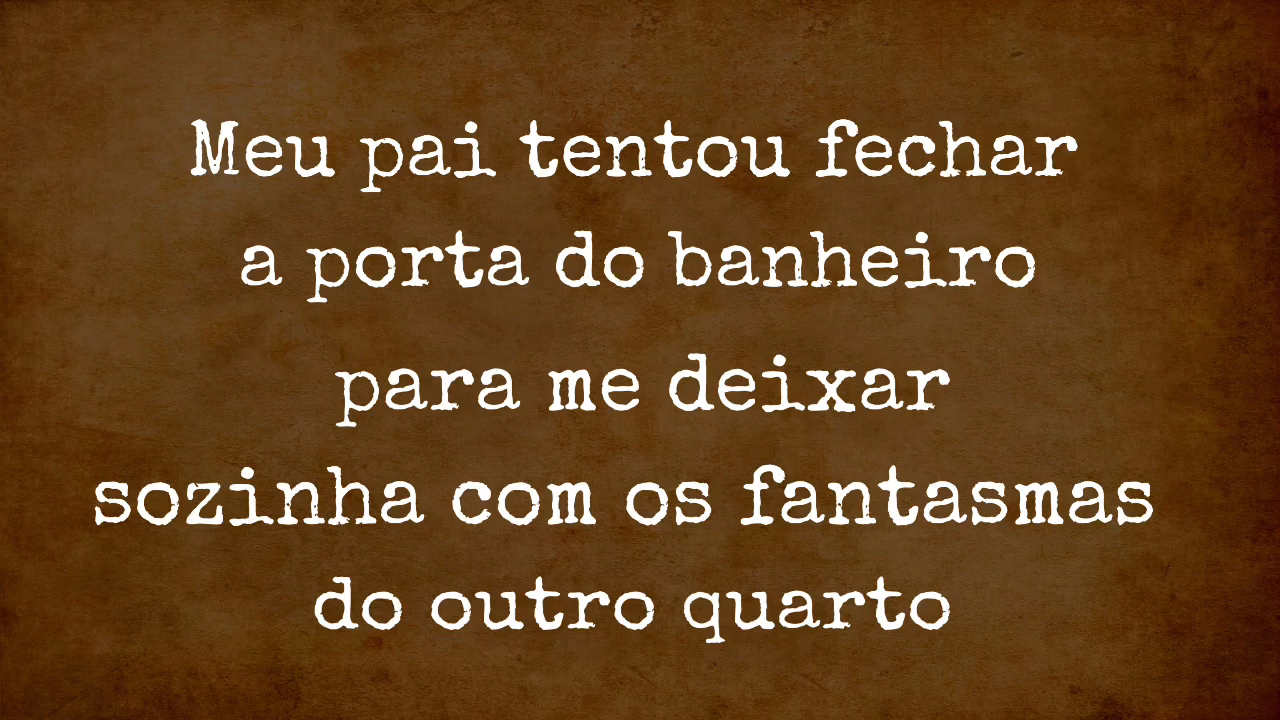 Meu pai tentou fechar
a porta do banheiro
para me deixar
sozinha com os fantasmas
do outro quarto